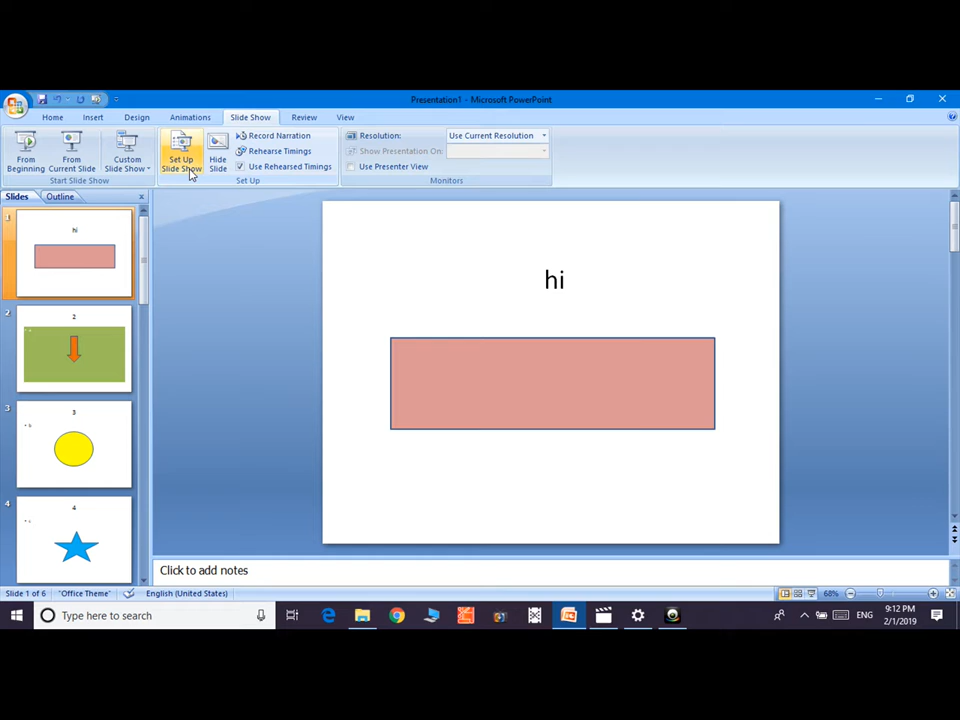 Presentation1 - Microsoft PowerPoint
Home Insert Design Animations Slide Show Review View
From Beginning
From Current Slide
Custom Slide Show
Start Slide Show
Set Up Slide Show
Hide Slide
Record Narration
Rehearse Timings
Use Rehearsed Timings
Set Up
Resolution: Use Current Resolution
Show Presentation On:
Use Presenter View
Monitors
Slides Outline
1
hi
2
2
3
3
4
4
hi
Click to add notes
Slide 1 of 6 "Office Theme" English (United States) 68%
Type here to search
ENG
9:12 PM
2/1/2019